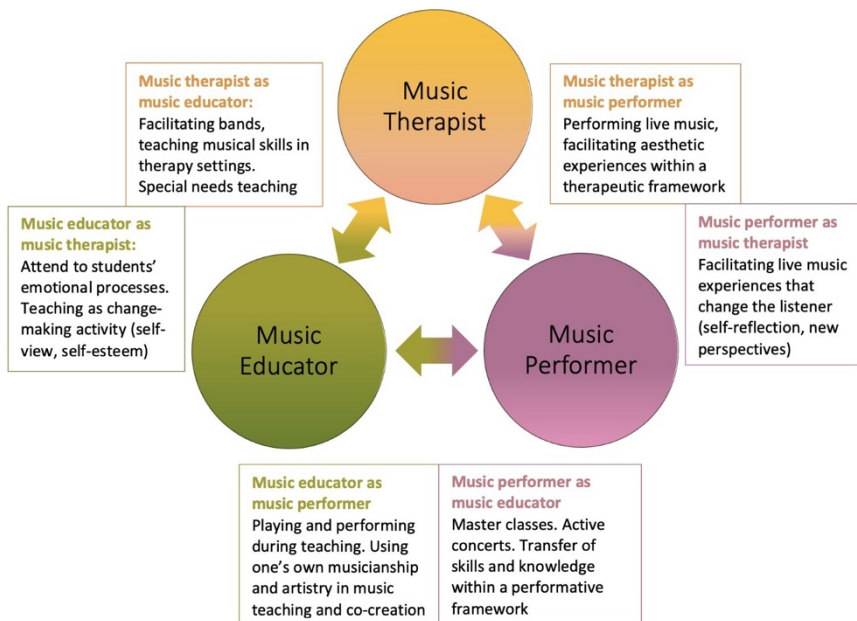 Music
Therapist
Music therapist as
music educator:
Facilitating bands,
teaching musical skills in
therapy settings.
Special needs teaching
Music therapist as
music performer
Performing live music,
facilitating aesthetic
experiences within a
therapeutic framework
Music educator as
music therapist:
Attend to students’
emotional processes.
Teaching as change-
making activity (self-
view, self-esteem)
Music performer as
music therapist
Facilitating live music
experiences that
change the listener
(self-reflection, new
perspectives)
Music
Educator
Music
Performer
Music educator as
music performer
Playing and performing
during teaching. Using
one’s own musicianship
and artistry in music
teaching and co-creation
Music performer as
music educator
Master classes. Active
concerts. Transfer of
skills and knowledge
within a performative
framework